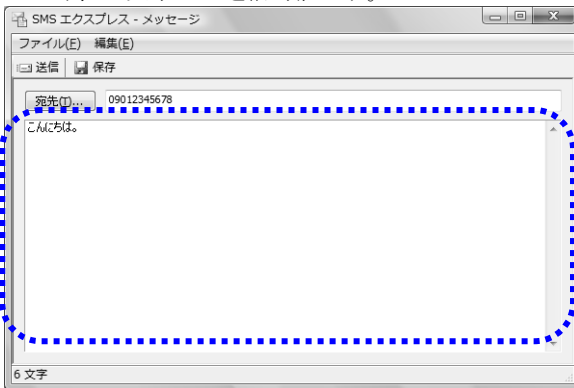 SMS エクスプレス - メッセージ
ファイル(F) 編集(E)
送信 保存
宛先(T)... 09012345678
こんにちは。
6 文字